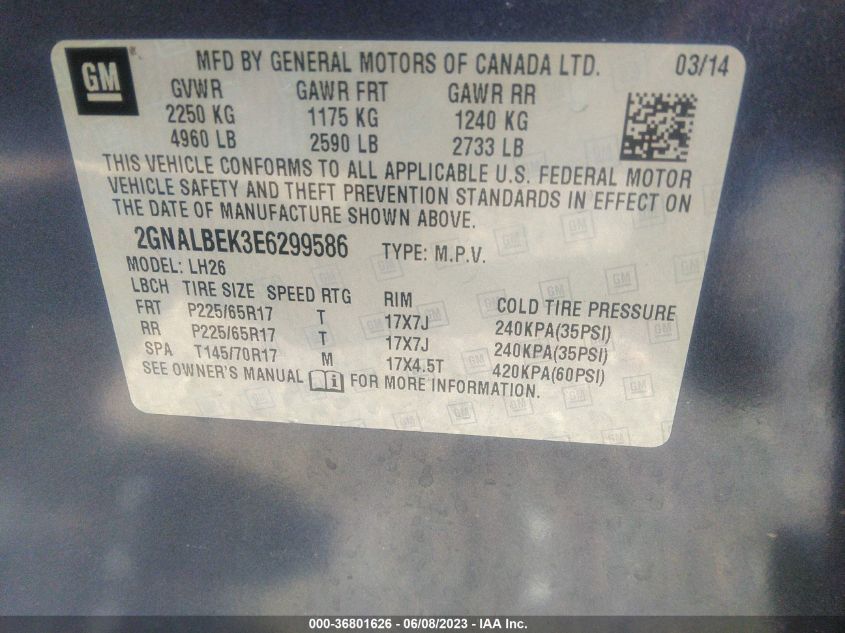 GM
MFD BY GENERAL MOTORS OF CANADA LTD. 03/14
GVWR GAWR FRT GAWR RR
2250 KG 1175 KG 1240 KG
4960 LB 2590 LB 2733 LB
THIS VEHICLE CONFORMS TO ALL APPLICABLE U.S. FEDERAL MOTOR
VEHICLE SAFETY AND THEFT PREVENTION STANDARDS IN EFFECT ON
THE DATE OF MANUFACTURE SHOWN ABOVE.
2GNALBEK3E6299586 TYPE: M.P.V.
MODEL: LH26
LBCH TIRE SIZE SPEED RTG RIM COLD TIRE PRESSURE
FRT P225/65R17 T 17X7J 240KPA(35PSI)
RR P225/65R17 T 17X7J 240KPA(35PSI)
SPA T145/70R17 M 17X4.5T 420KPA(60PSI)
SEE OWNER'S MANUAL i FOR MORE INFORMATION.
000-36801626 - 06/08/2023 - IAA Inc.